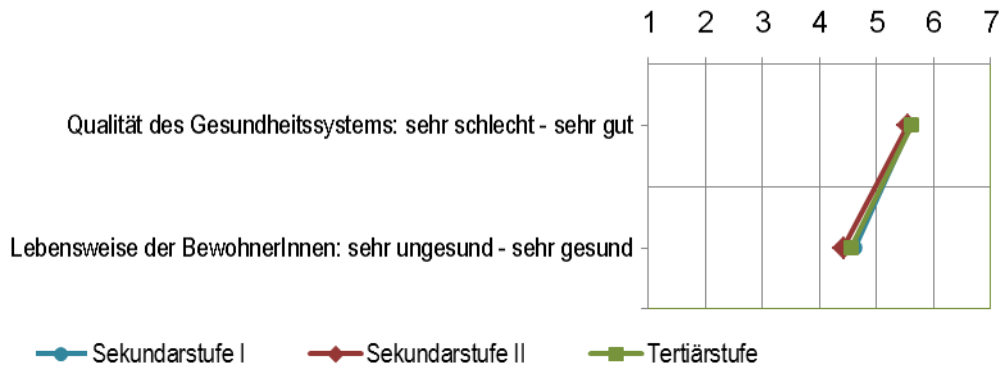 1 2 3 4 5 6 7
Qualität des Gesundheitssystems: sehr schlecht - sehr gut
Lebensweise der BewohnerInnen: sehr ungesund - sehr gesund
Sekundarstufe I Sekundarstufe II Tertiärstufe